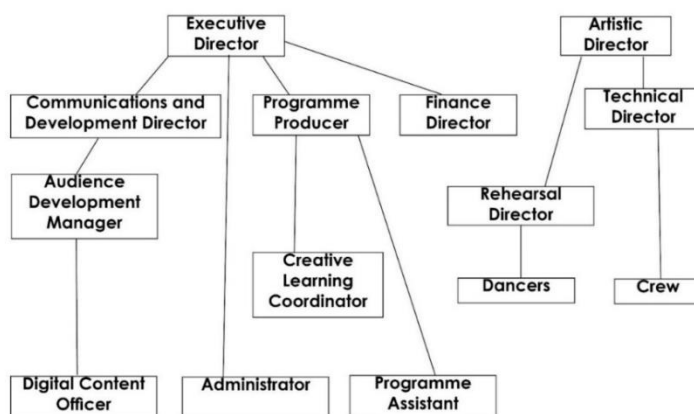 Executive
Director
Artistic
Director
Communications and
Development Director
Programme
Producer
Finance
Director
Technical
Director
Audience
Development
Manager
Rehearsal
Director
Creative
Learning
Coordinator
Dancers
Crew
Digital Content
Officer
Administrator
Programme
Assistant